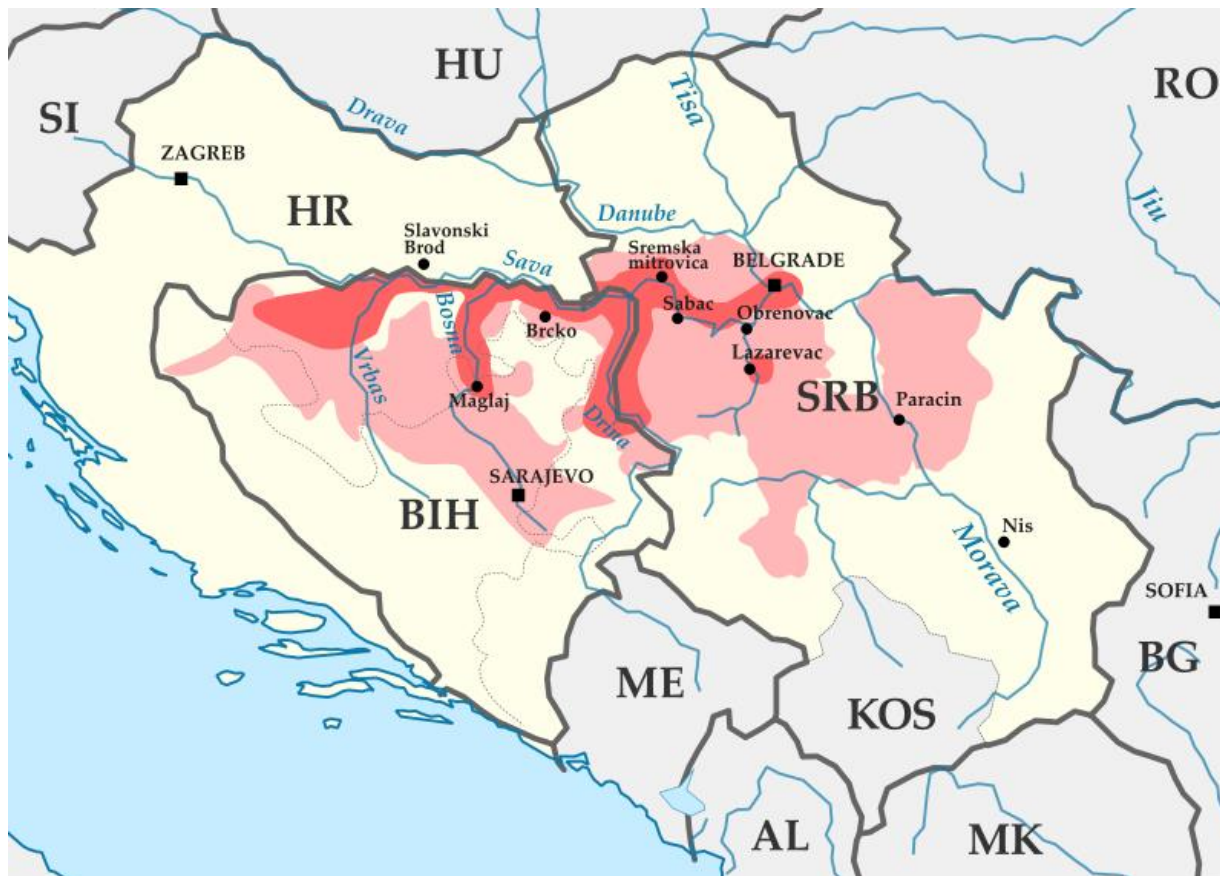 HU
RO
SI
Tisa
Drava
ZAGREB
Jiu
HR
Danube
Slavonski
Brod
Sava
Sremska
mitrovica
BELGRADE
Bosna
Sabac
Brcko
Obrenovac
Vrbas
Lazarevac
Maglaj
SRB
Paracin
Drina
SARAJEVO
BIH
Nis
Morava
SOFIA
BG
ME
KOS
AL
MK